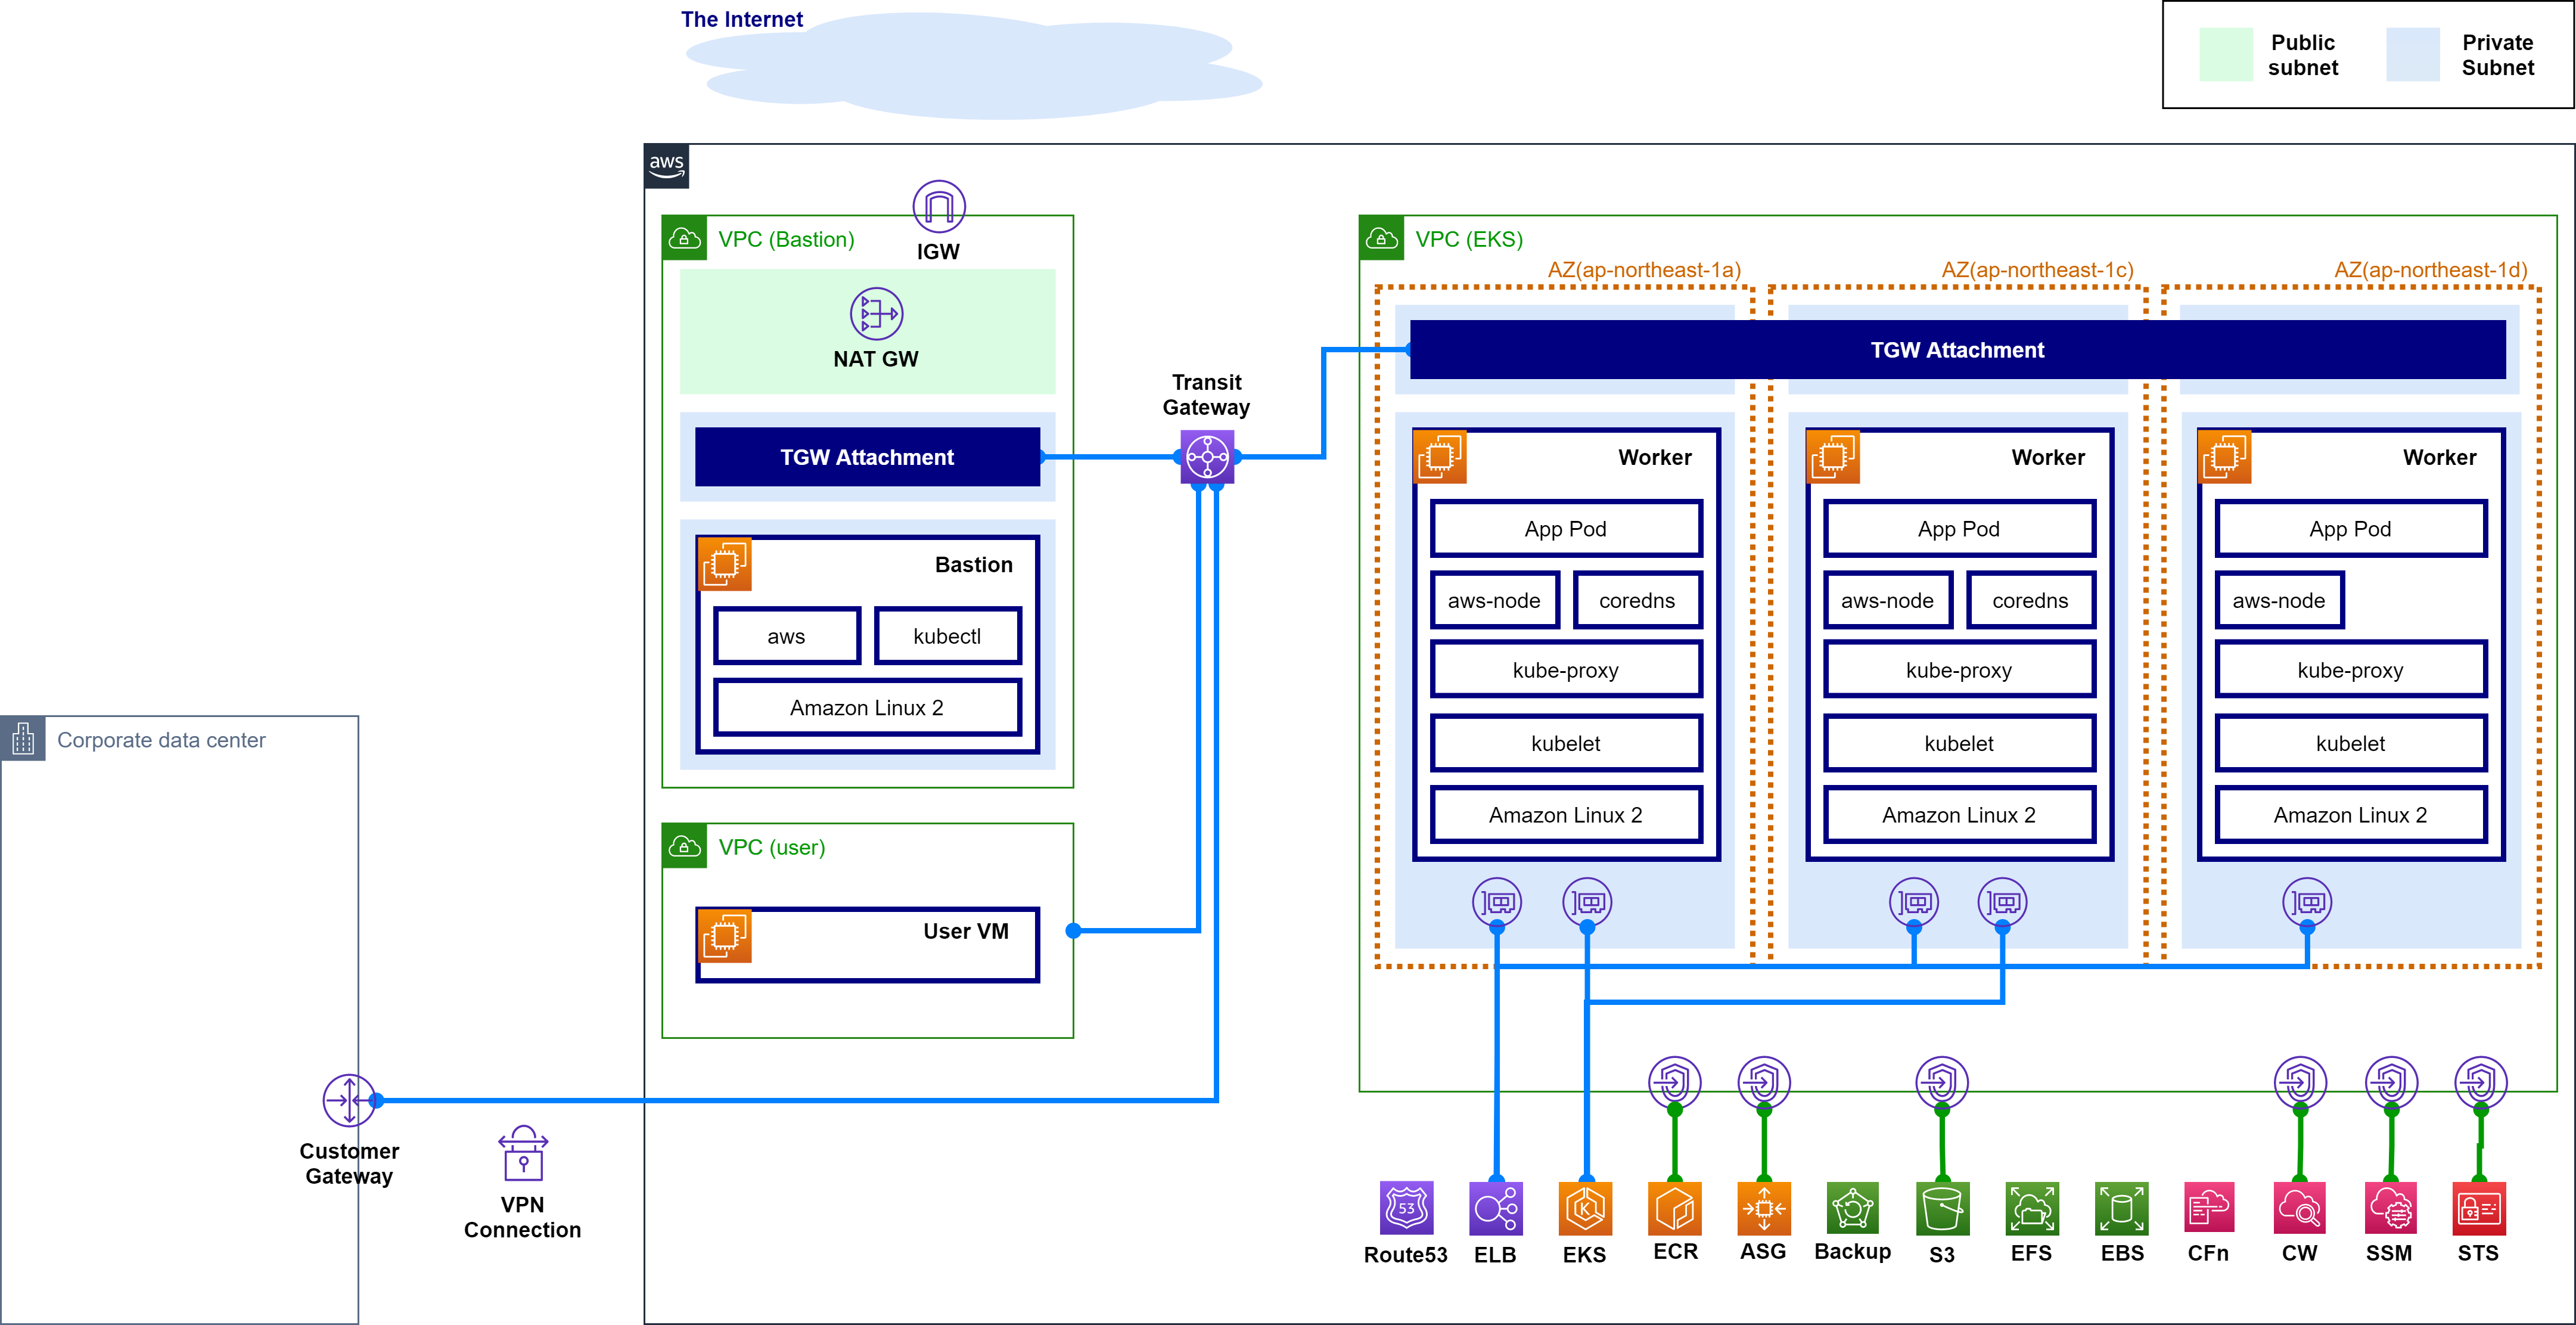 The Internet
Public
subnet
Private
Subnet
aws
VPC (Bastion)
IGW
NAT GW
TGW Attachment
Bastion
aws
kubectl
Amazon Linux 2
Transit
Gateway
VPC (EKS)
AZ(ap-northeast-1a)
AZ(ap-northeast-1c)
AZ(ap-northeast-1d)
TGW Attachment
Worker
App Pod
aws-node
coredns
kube-proxy
kubelet
Amazon Linux 2
Worker
App Pod
aws-node
coredns
kube-proxy
kubelet
Amazon Linux 2
Worker
App Pod
aws-node
kube-proxy
kubelet
Amazon Linux 2
Corporate data center
VPC (user)
User VM
Customer
Gateway
VPN
Connection
53
Route53
ELB
K
EKS
ECR
ASG
Backup
S3
EFS
EBS
CFn
CW
SSM
STS